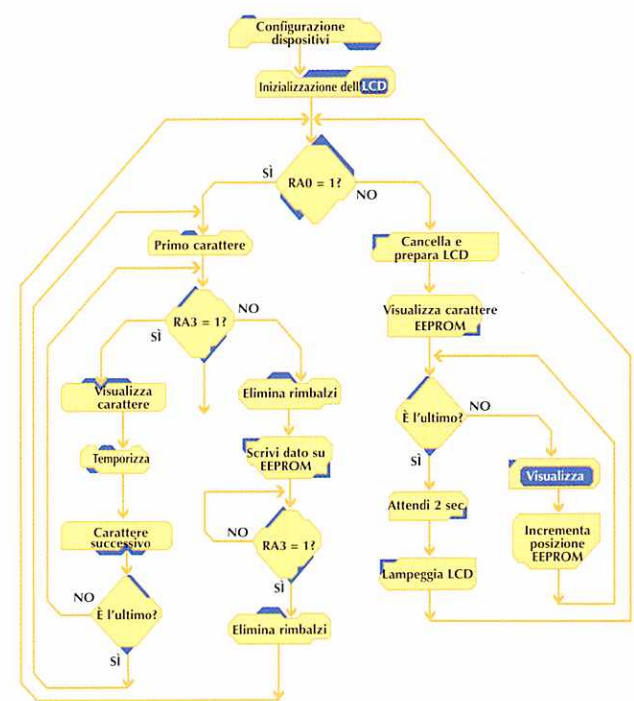 Configurazione
dispositivi
Inizializzazione dell LCD
RA0 = 1?
SÌ
NO
Primo carattere
RA3 = 1?
SÌ
NO
Visualizza
carattere
Temporizza
Carattere
successivo
È l'ultimo?
NO
SÌ
Elimina rimbalzi
Scrivi dato su
EEPROM
RA3 = 1?
NO
SÌ
Elimina rimbalzi
Cancella e
prepara LCD
Visualizza carattere
EEPROM
È l'ultimo?
NO
SÌ
Attendi 2 sec
Lampeggia LCD
Visualizza
Incrementa
posizione
EEPROM